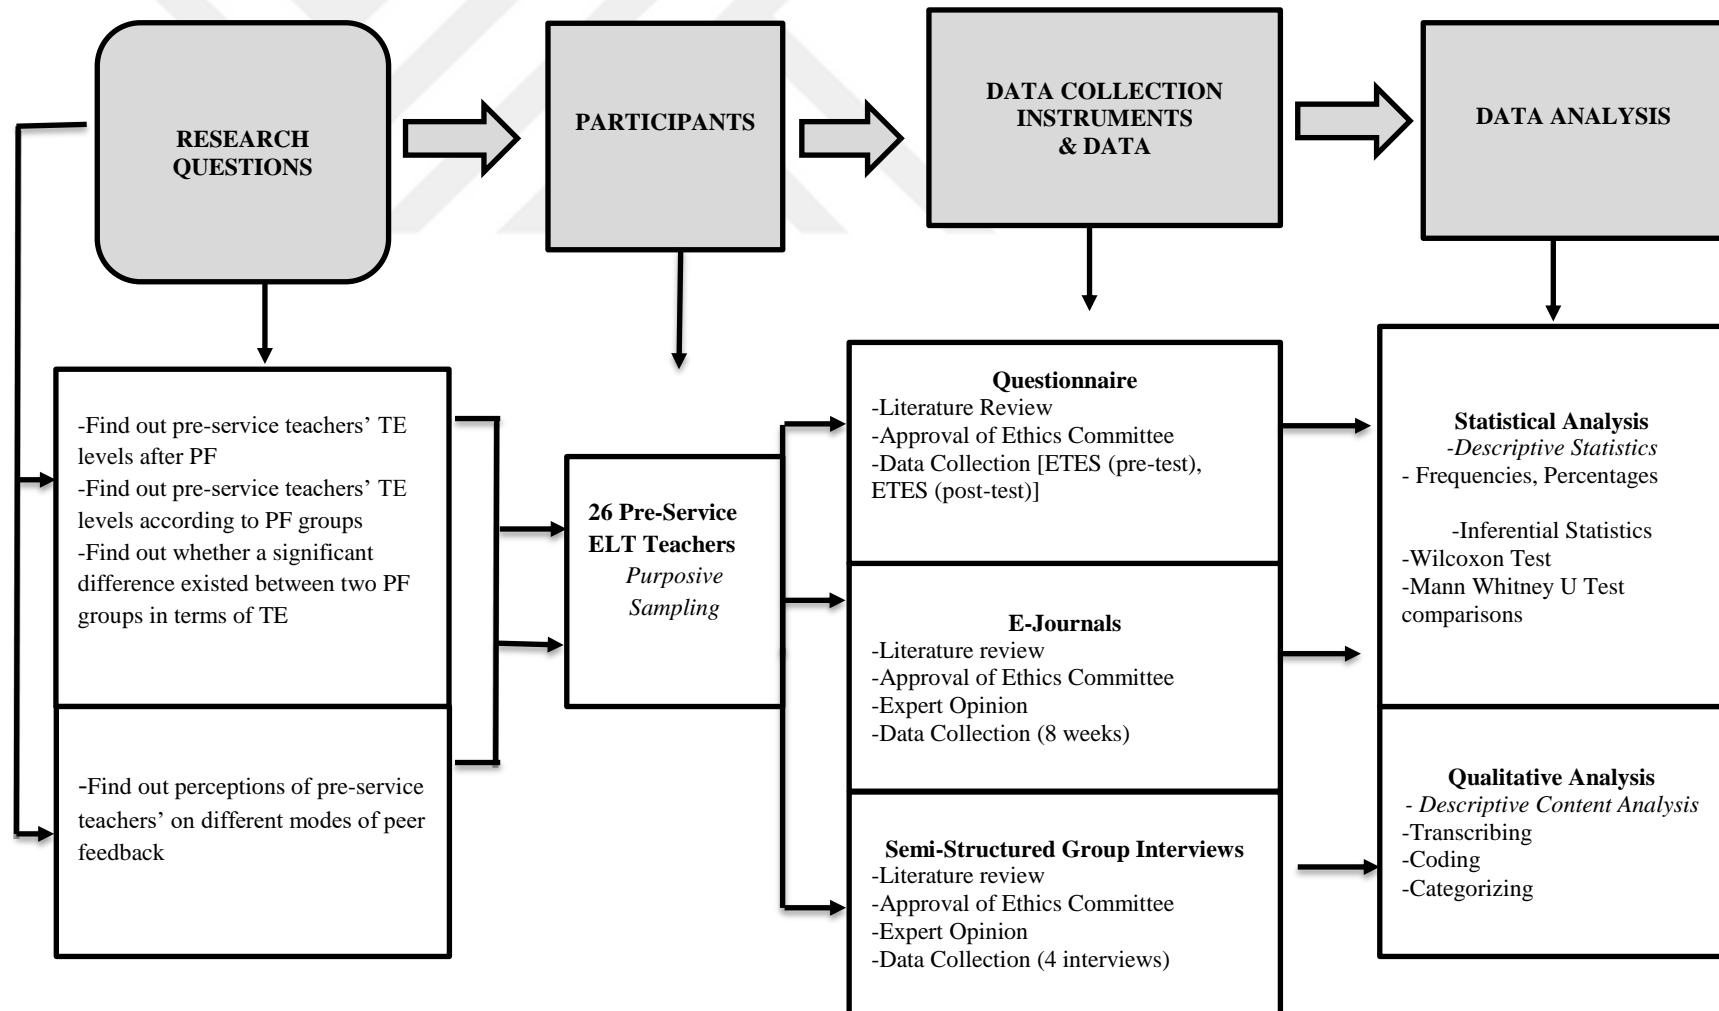 RESEARCH
QUESTIONS
PARTICIPANTS
DATA COLLECTION
INSTRUMENTS
& DATA
DATA ANALYSIS
-Find out pre-service teachers’ TE
levels after PF
-Find out pre-service teachers’ TE
levels according to PF groups
-Find out whether a significant
difference existed between two PF
groups in terms of TE
-Find out perceptions of pre-service
teachers’ on different modes of peer
feedback
26 Pre-Service
ELT Teachers
Purposive
Sampling
Questionnaire
-Literature Review
-Approval of Ethics Committee
-Data Collection [ETES (pre-test),
ETES (post-test)]
E-Journals
-Literature review
-Approval of Ethics Committee
-Expert Opinion
-Data Collection (8 weeks)
Semi-Structured Group Interviews
-Literature review
-Approval of Ethics Committee
-Expert Opinion
-Data Collection (4 interviews)
Statistical Analysis
-Descriptive Statistics
- Frequencies, Percentages
-Inferential Statistics
-Wilcoxon Test
-Mann Whitney U Test
comparisons
Qualitative Analysis
- Descriptive Content Analysis
-Transcribing
-Coding
-Categorizing